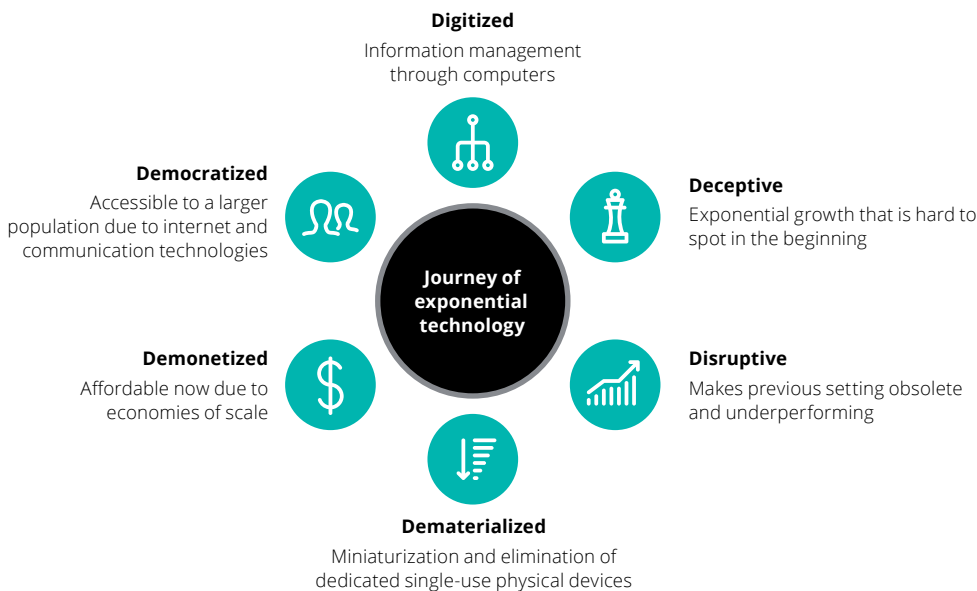 Digitized
Information management
through computers
Deceptive
Exponential growth that is hard to
spot in the beginning
Disruptive
Makes previous setting obsolete
and underperforming
Dematerialized
Miniaturization and elimination of
dedicated single-use physical devices
Demonetized
Affordable now due to
economies of scale
Democratized
Accessible to a larger
population due to internet and
communication technologies
Journey of
exponential
technology